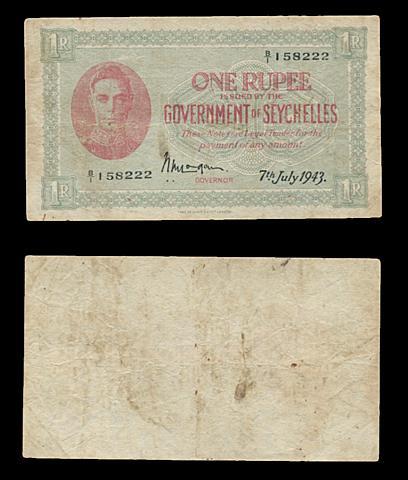 1R
1R
B/1 158222
ONE RUPEE
ISSUED BY THE
GOVERNMENT OF SEYCHELLES
These Notes are Legal Tender for the
payment of any amount
B/1 158222
GOVERNOR
7th July 1943.
1R
1R